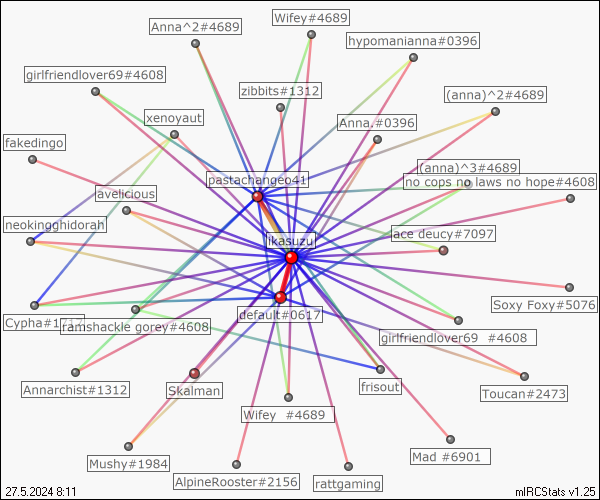 Wifey#4689
Anna^2#4689
hypomanianna#0396
girlfriendlover69#4608
zibbits#1312
(anna)^2#4689
xenoyaut
Anna.#0396
fakedingo
(anna)^3#4689
pastachangeo41
no cops no laws no hope#4608
avelicious
neokingghidorah
ikasuzu
ace deucy#7097
Soxy Foxy#5076
default#0617
Cypha#1717
ramshackle gorey#4608
girlfriendlover69 #4608
Annarchist#1312
Skalman
frisout
Toucan#2473
Wifey #4689
Mad #6901
Mushy#1984
AlpineRooster#2156
rattgaming
27.5.2024 8:11
mIRCStats v1.25